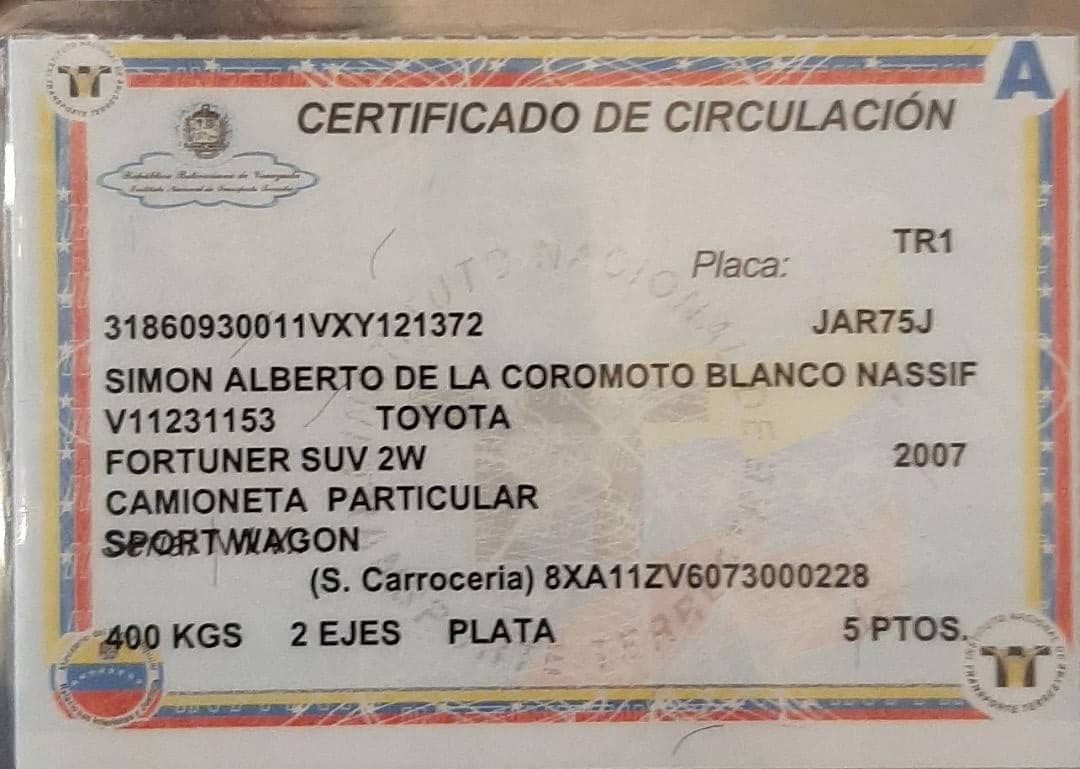 A
CERTIFICADO DE CIRCULACIÓN
República Bolivariana de Venezuela
Instituto Nacional de Transporte Terrestre
TR1
Placa:
31860930011VXY121372 JAR75J
SIMON ALBERTO DE LA COROMOTO BLANCO NASSIF
V11231153 TOYOTA
FORTUNER SUV 2W 2007
CAMIONETA PARTICULAR
SPORTWAGON
(S. Carroceria) 8XA11ZV6073000228
400 KGS 2 EJES PLATA 5 PTOS.